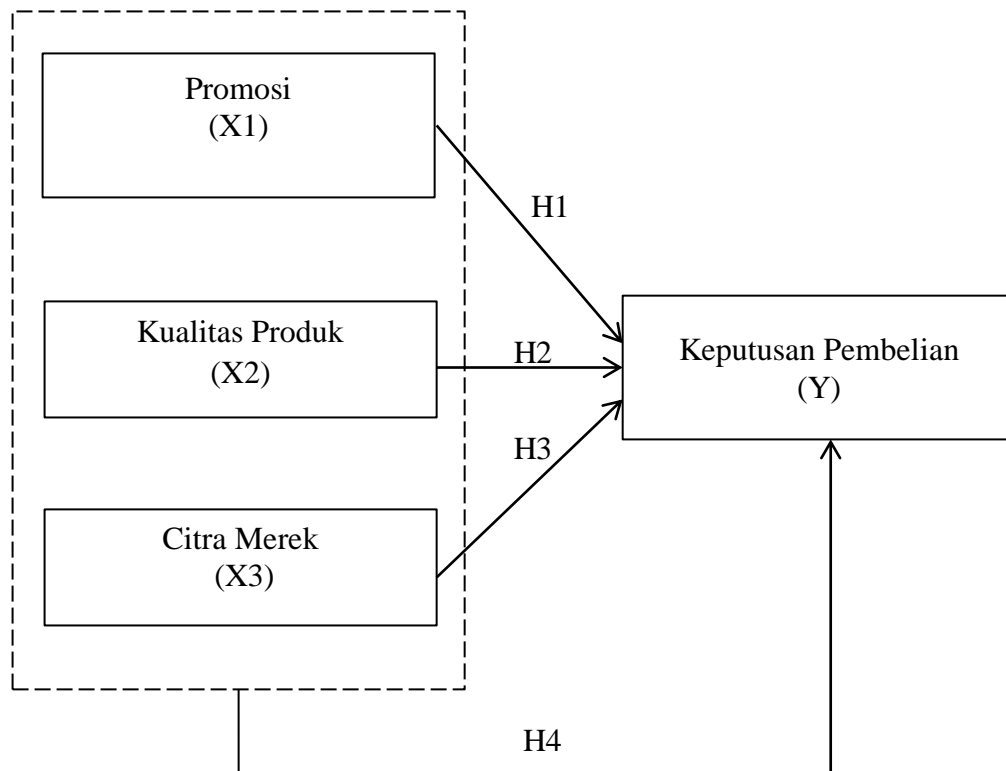 Promosi
(X1)
H1
Kualitas Produk
(X2)
H2
Keputusan Pembelian
(Y)
H3
Citra Merek
(X3)
H4